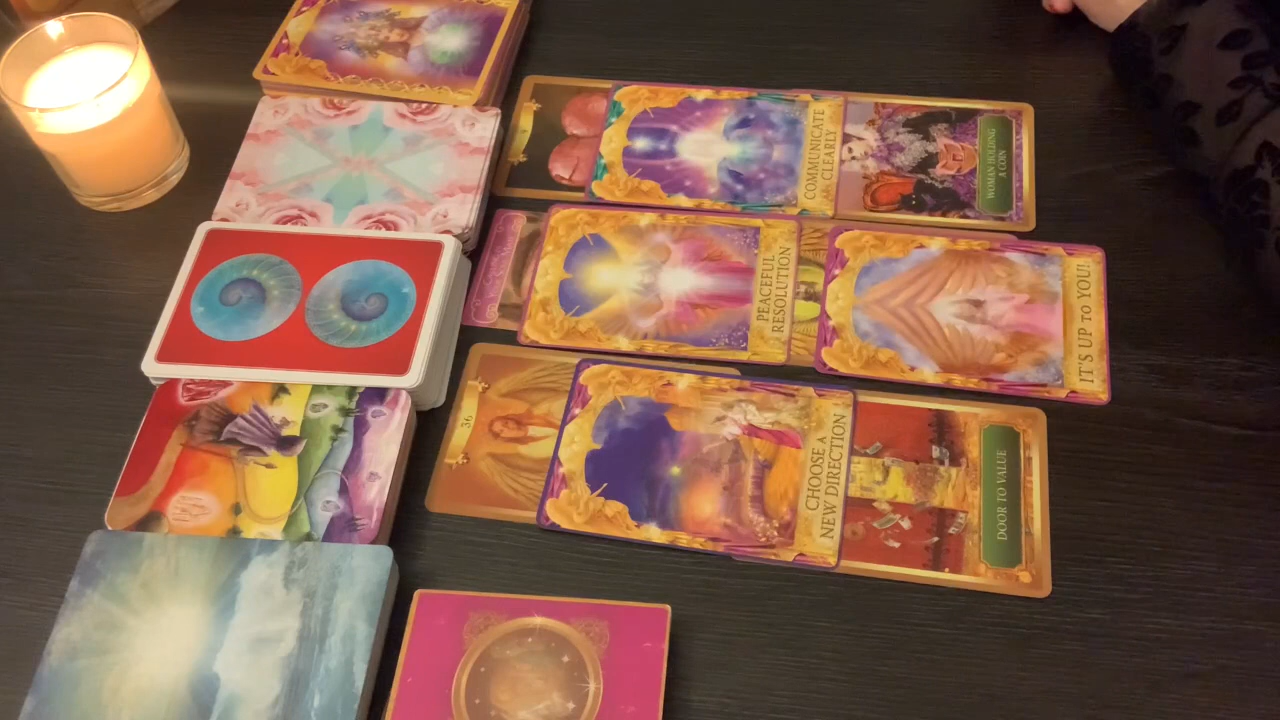 COMMUNICATE
CLEARLY
WOMAN HOLDING
A COIN
PEACEFUL
RESOLUTION
IT'S UP TO YOU!
36
CHOOSE A
NEW DIRECTION
DOOR TO VALUE